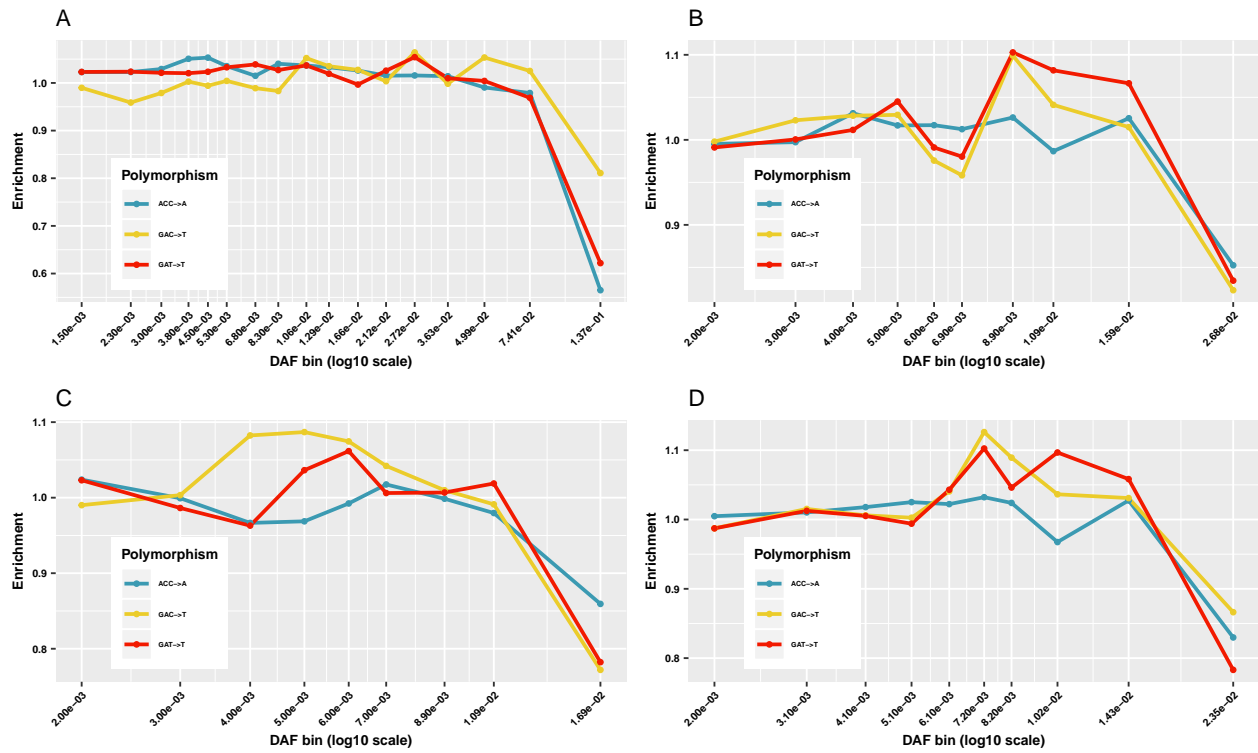 A
Enrichment
1.0
0.9
0.8
0.7
0.6
Polymorphism
ACC−>A
GAC−>T
GAT−>T
1.50e−03
2.30e−03
3.00e−03
3.80e−03
4.50e−03
5.30e−03
6.80e−03
8.30e−03
1.06e−02
1.29e−02
1.66e−02
2.12e−02
2.72e−02
3.63e−02
4.99e−02
7.41e−02
1.37e−01
DAF bin (log10 scale)
B
Enrichment
1.1
1.0
0.9
Polymorphism
ACC−>A
GAC−>T
GAT−>T
2.00e−03
3.00e−03
4.00e−03
5.00e−03
6.00e−03
6.90e−03
8.90e−03
1.09e−02
1.59e−02
2.68e−02
DAF bin (log10 scale)
C
Enrichment
1.1
1.0
0.9
0.8
Polymorphism
ACC−>A
GAC−>T
GAT−>T
2.00e−03
3.00e−03
4.00e−03
5.00e−03
6.00e−03
7.00e−03
8.90e−03
1.09e−02
1.69e−02
DAF bin (log10 scale)
D
Enrichment
1.1
1.0
0.9
0.8
Polymorphism
ACC−>A
GAC−>T
GAT−>T
2.00e−03
3.10e−03
4.10e−03
5.10e−03
6.10e−03
7.20e−03
8.20e−03
1.02e−02
1.43e−02
2.35e−02
DAF bin (log10 scale)